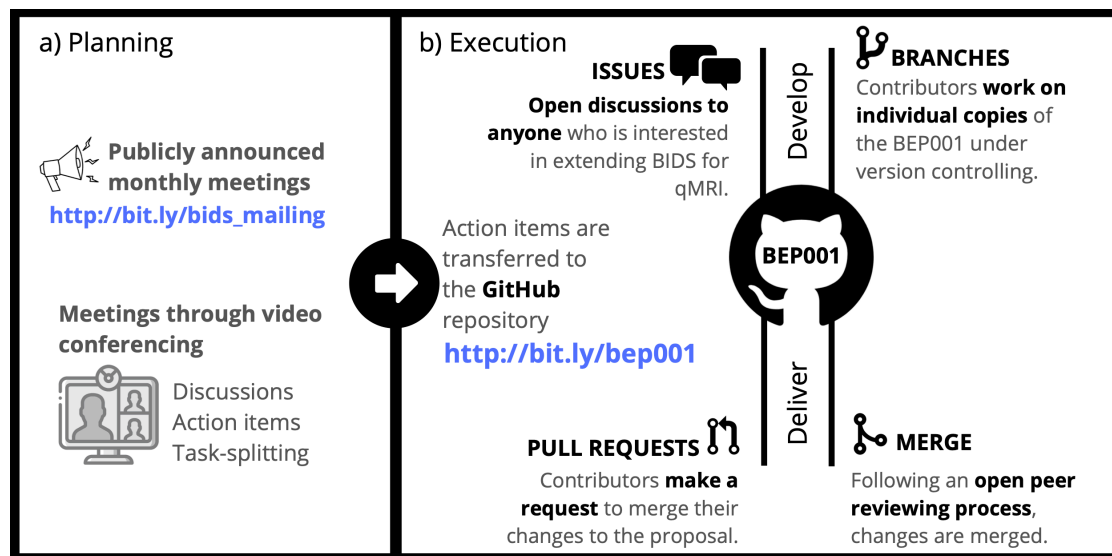 a) Planning
Publicly announced
monthly meetings
http://bit.ly/bids_mailing
Meetings through video
conferencing
Discussions
Action items
Task-splitting
b) Execution
Action items are
transferred to
the GitHub
repository
http://bit.ly/bep001
ISSUES
Open discussions to
anyone who is interested
in extending BIDS for
qMRI.
Develop
BRANCHES
Contributors work on
individual copies of
the BEP001 under
version controlling.
BEP001
PULL REQUESTS
Contributors make a
request to merge their
changes to the proposal.
Deliver
MERGE
Following an open peer
reviewing process,
changes are merged.